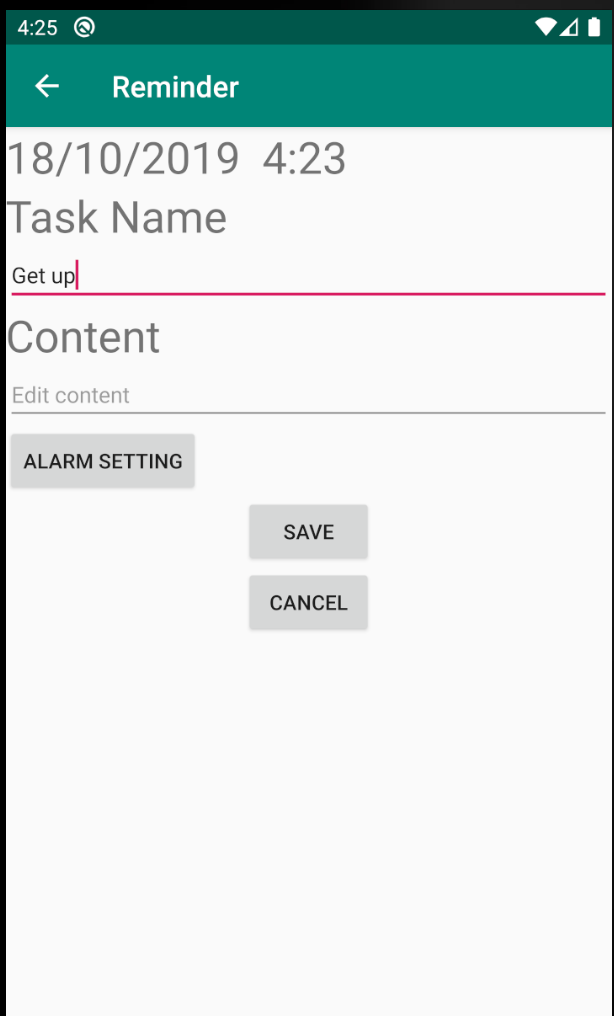 4:25
Reminder
18/10/2019 4:23
Task Name
Get up
Content
Edit content
ALARM SETTING
SAVE
CANCEL